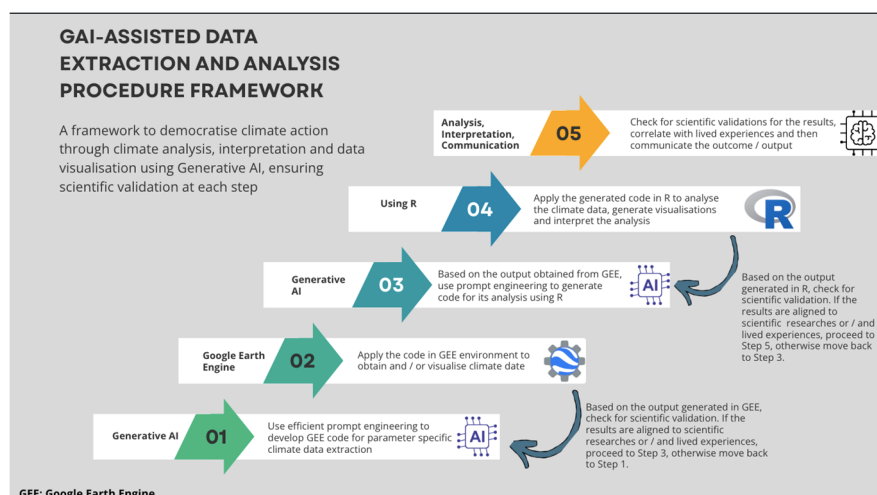 GAI-ASSISTED DATA
EXTRACTION AND ANALYSIS
PROCEDURE FRAMEWORK
A framework to democratise climate action
through climate analysis, interpretation and data
visualisation using Generative AI, ensuring
scientific validation at each step
Analysis,
Interpretation,
Communication
05
Check for scientific validations for the results,
correlate with lived experiences and then
communicate the outcome / output
Using R
04
Apply the generated code in R to analyse
the climate data, generate visualisations
and interpret the analysis
R
Generative
AI
03
Based on the output obtained from GEE,
use prompt engineering to generate
code for its analysis using R
AI
Based on the output
generated in R, check for
scientific validation. If the
results are aligned to
scientific researches or / and
lived experiences, proceed to
Step 5, otherwise move back
to Step 3.
Google Earth
Engine
02
Apply the code in GEE environment to
obtain and / or visualise climate date
Generative AI
01
Use efficient prompt engineering to
develop GEE code for parameter specific
climate data extraction
AI
Based on the output generated in GEE,
check for scientific validation. If the
results are aligned to scientific
researches or / and lived experiences,
proceed to Step 3, otherwise move back
to Step 1.
GEE: Google Earth Engine